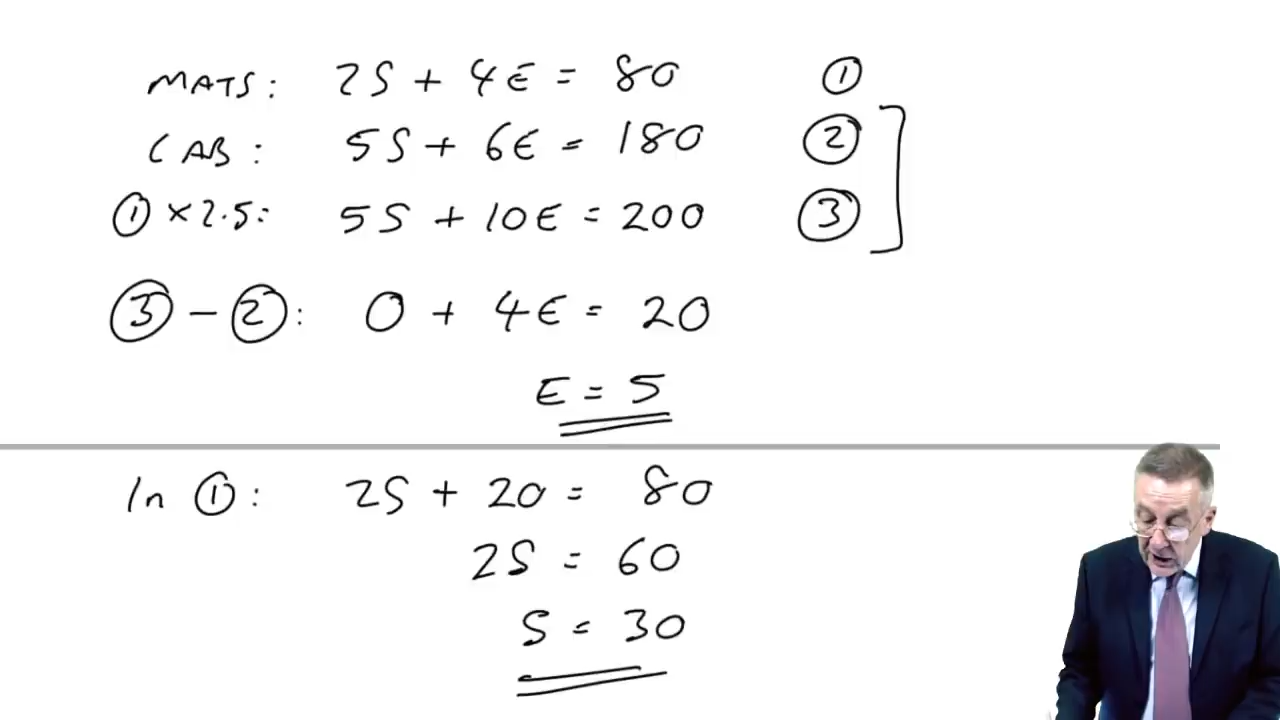 MATS: 2S + 4E = 80 ①
LAB: 5S + 6E = 180 ②
① × 2.5: 5S + 10E = 200 ③
③ - ②: 0 + 4E = 20
E = 5
In ①: 2S + 20 = 80
2S = 60
S = 30